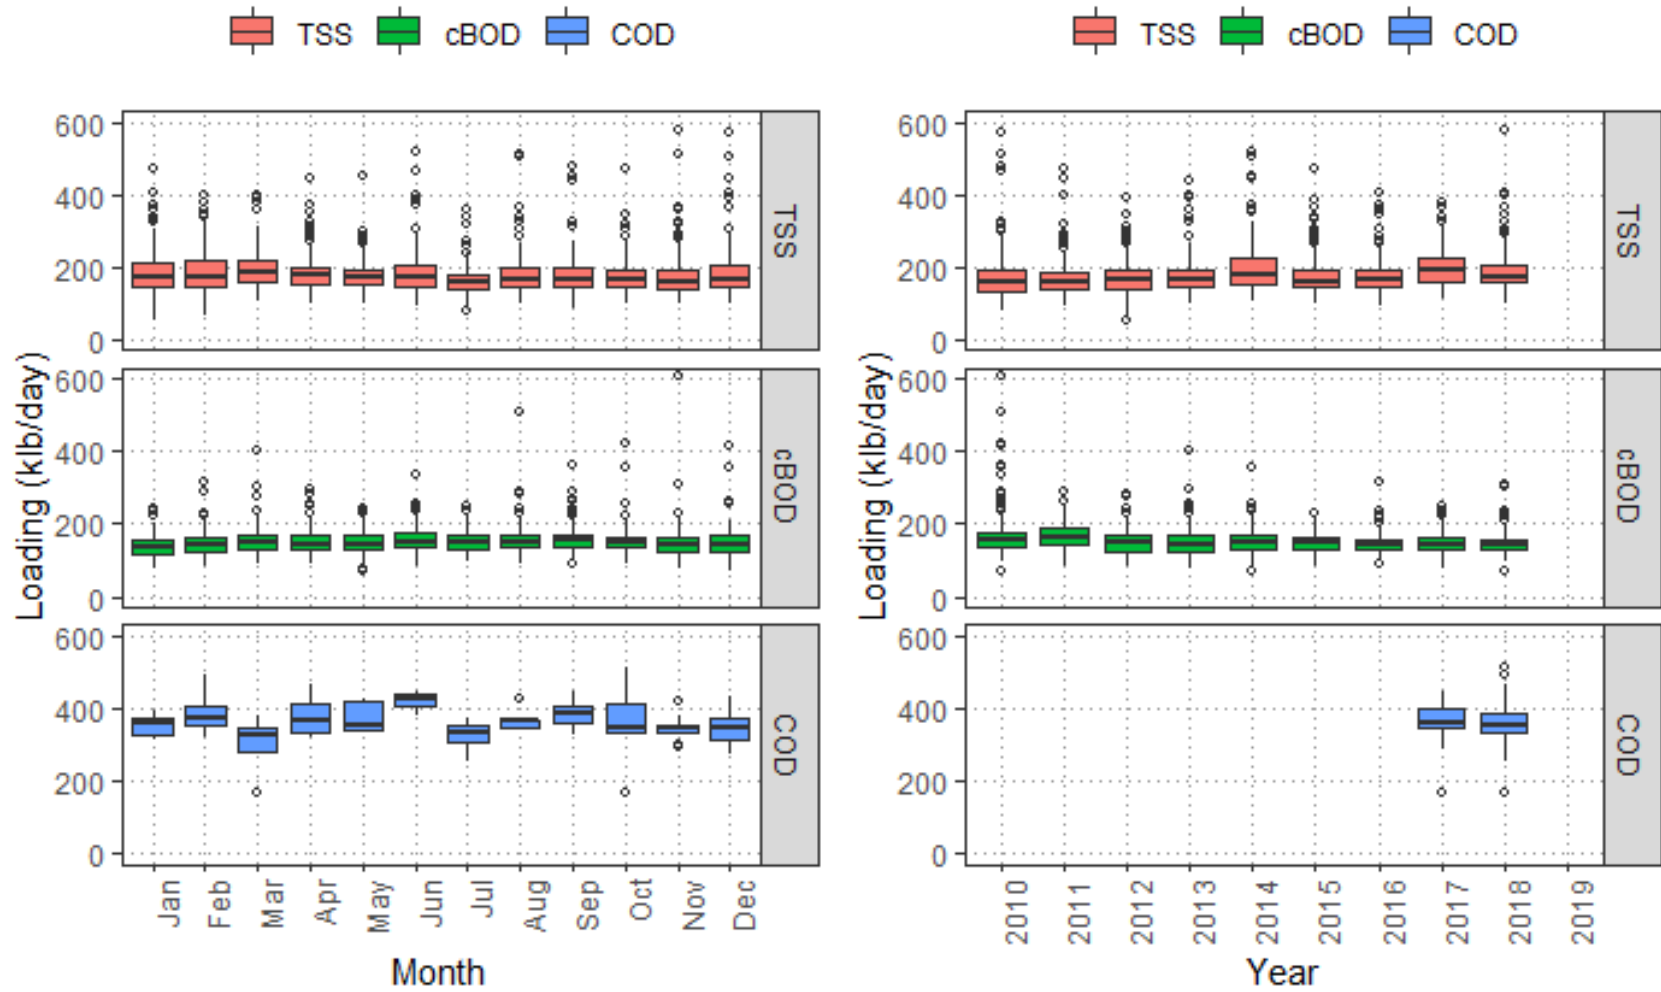 TSS cBOD COD
TSS cBOD COD
Loading (klb/day)
600
400
200
0
TSS
600
400
200
0
cBOD
600
400
200
0
COD
Jan Feb Mar Apr May Jun Jul Aug Sep Oct Nov Dec
Month
Loading (klb/day)
600
400
200
0
TSS
600
400
200
0
cBOD
600
400
200
0
COD
2010 2011 2012 2013 2014 2015 2016 2017 2018 2019
Year